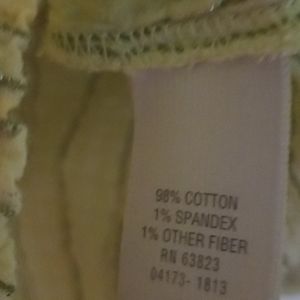 98% COTTON
1% SPANDEX
1% OTHER FIBER
RN 63823
04173- 1813